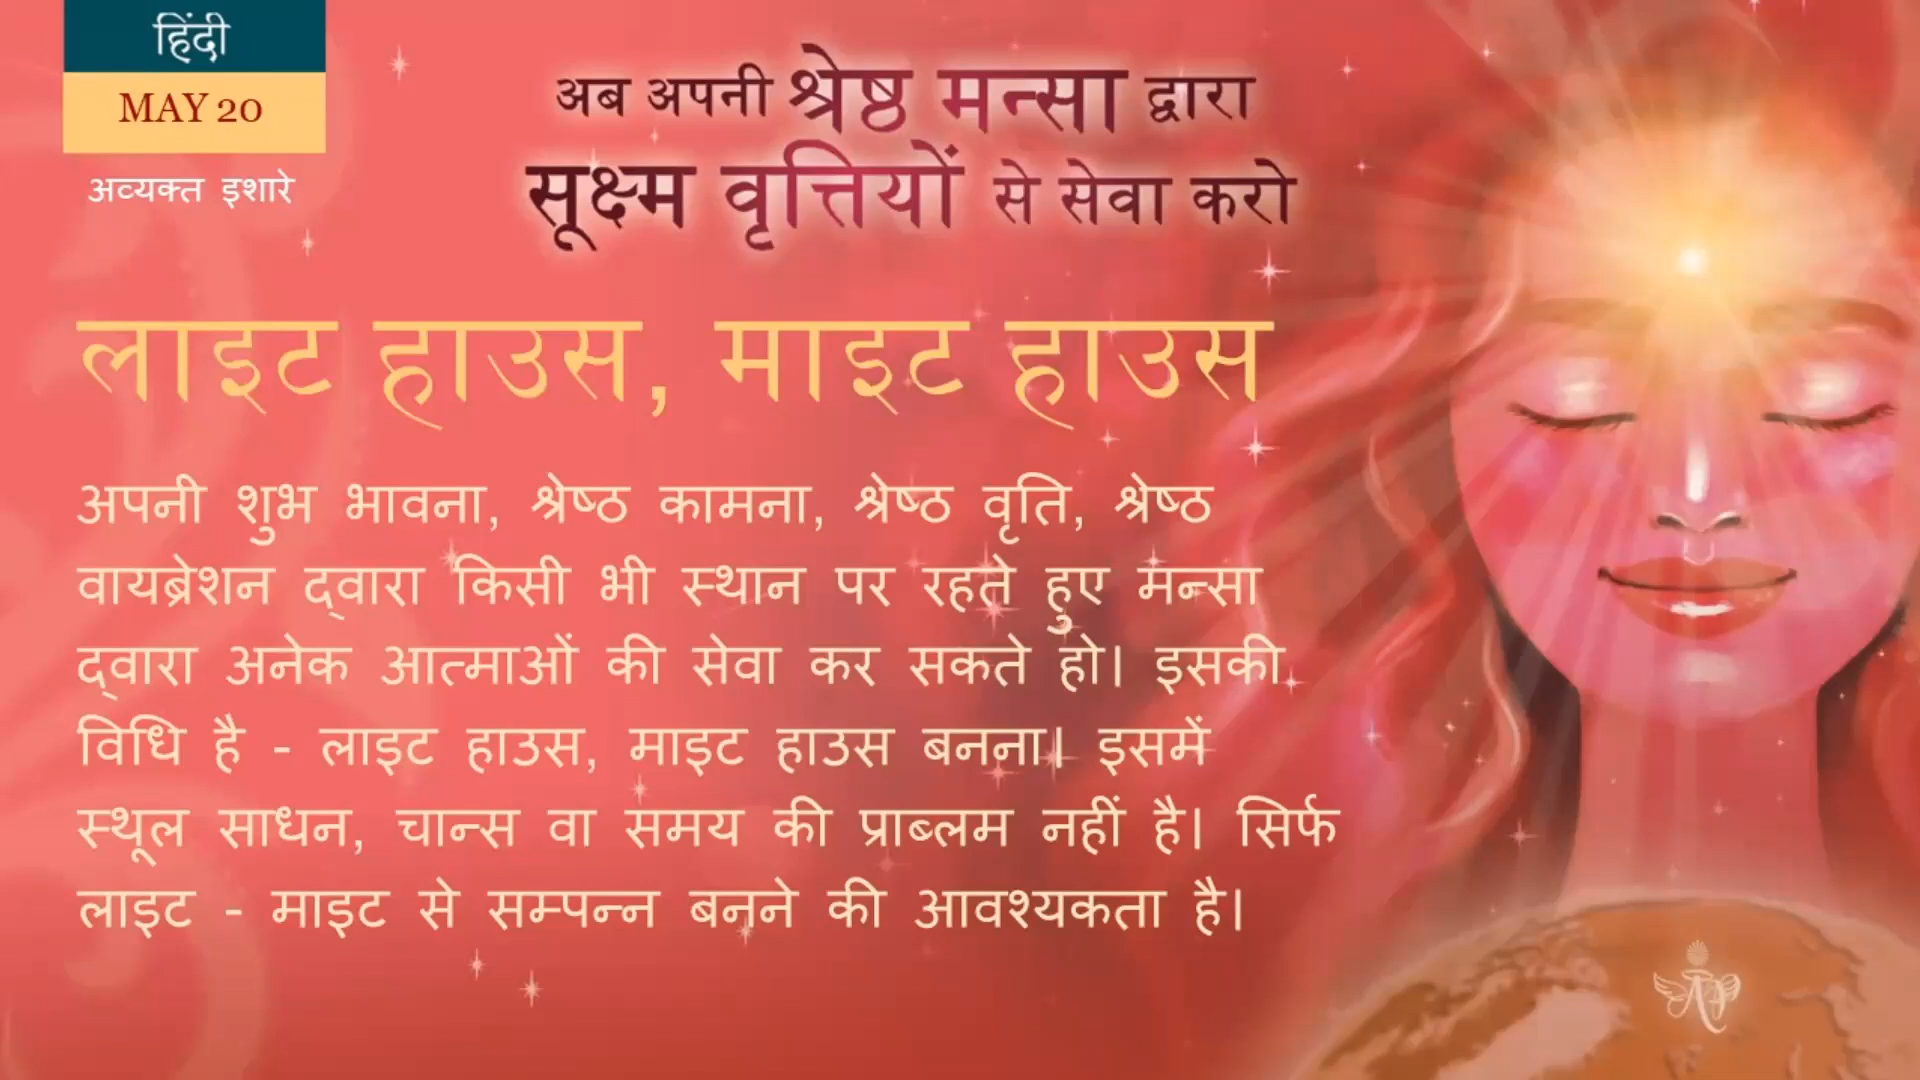 हिंदी
MAY 20
अव्यक्त इशारे
अब अपनी श्रेष्ठ मन्सा द्वारा
सूक्ष्म वृत्तियों से सेवा करो
लाइट हाउस, माइट हाउस
अपनी शुभ भावना, श्रेष्ठ कामना, श्रेष्ठ वृति, श्रेष्ठ
वायब्रेशन द्वारा किसी भी स्थान पर रहते हुए मन्सा
द्वारा अनेक आत्माओं की सेवा कर सकते हो। इसकी
विधि है - लाइट हाउस, माइट हाउस बनना। इसमें
स्थूल साधन, चान्स वा समय की प्राब्लम नहीं है। सिर्फ
लाइट - माइट से सम्पन्न बनने की आवश्यकता है।